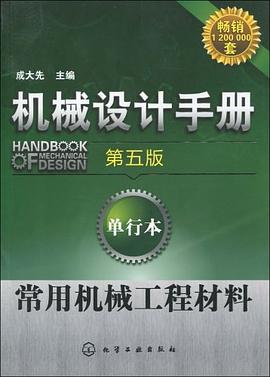 畅销
1 200 000
套
成大先 主编
机械设计手册
HANDBOOK
OF MECHANICAL
DESIGN
第五版
单行本
常用机械工程材料
化学工业出版社